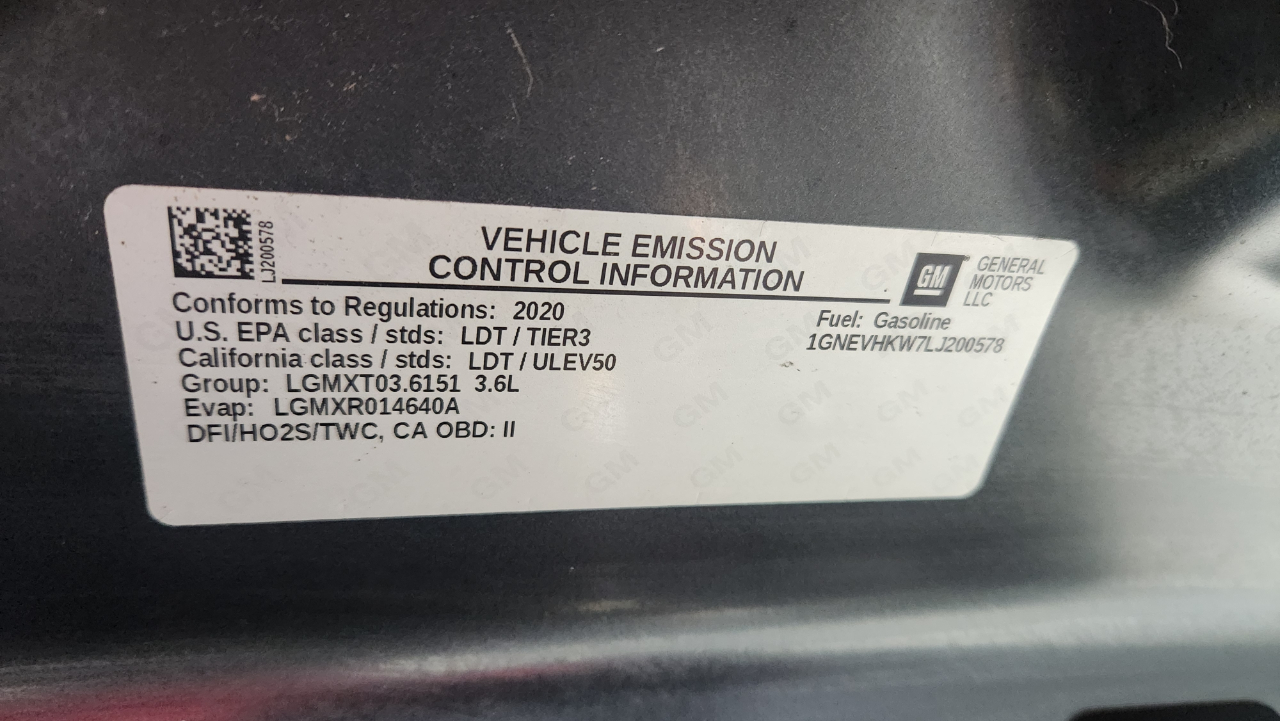 LJ200578
VEHICLE EMISSION
CONTROL INFORMATION
GM
GENERAL
MOTORS
LLC
Conforms to Regulations: 2020
U.S. EPA class / stds: LDT / TIER3
California class / stds: LDT / ULEV50
Group: LGMXT03.6151 3.6L
Evap: LGMXR014640A
DFI/HO2S/TWC, CA OBD: II
Fuel: Gasoline
1GNEVHKW7LJ200578